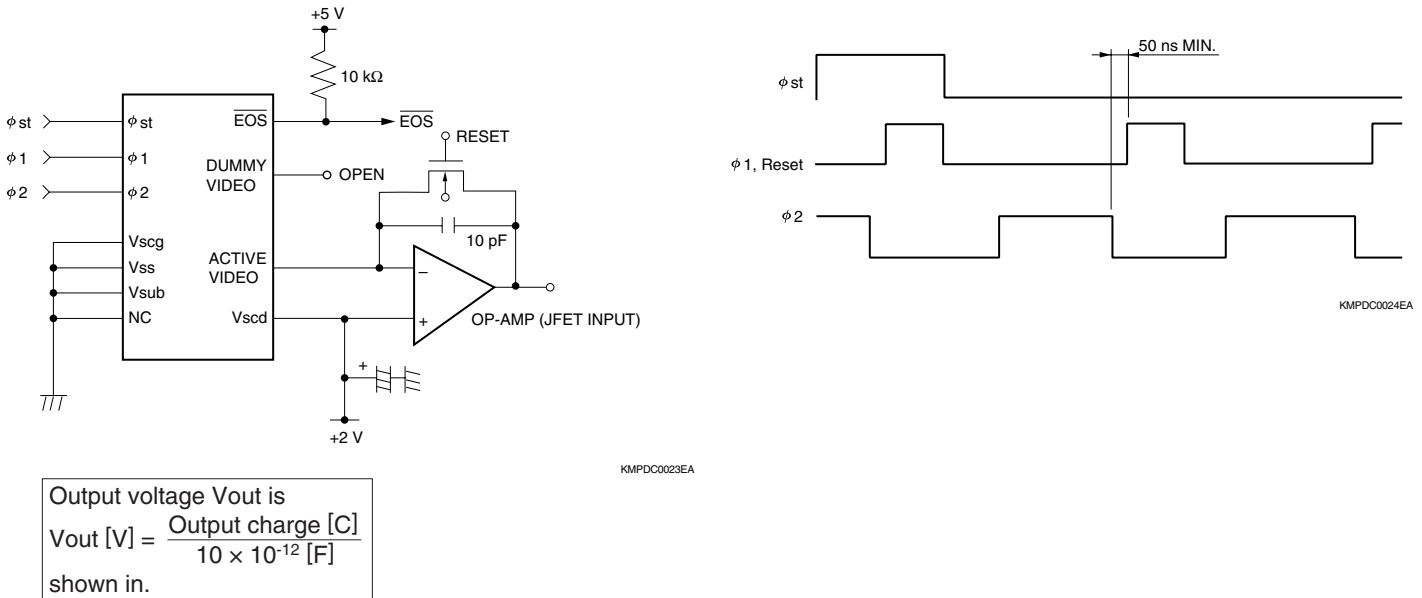 +5 V
10 kΩ
φst
φst
EOS
EOS
φ1
φ1
RESET
DUMMY
VIDEO
OPEN
φ2
φ2
Vscg
10 pF
Vss
ACTIVE
VIDEO
−
Vsub
NC
Vscd
+
OP-AMP (JFET INPUT)
+
+2 V
KMPDC0023EA
Output voltage Vout is
Vout [V] = Output charge [C]
10 × 10-12 [F]
shown in.
50 ns MIN.
φst
φ1, Reset
φ2
KMPDC0024EA